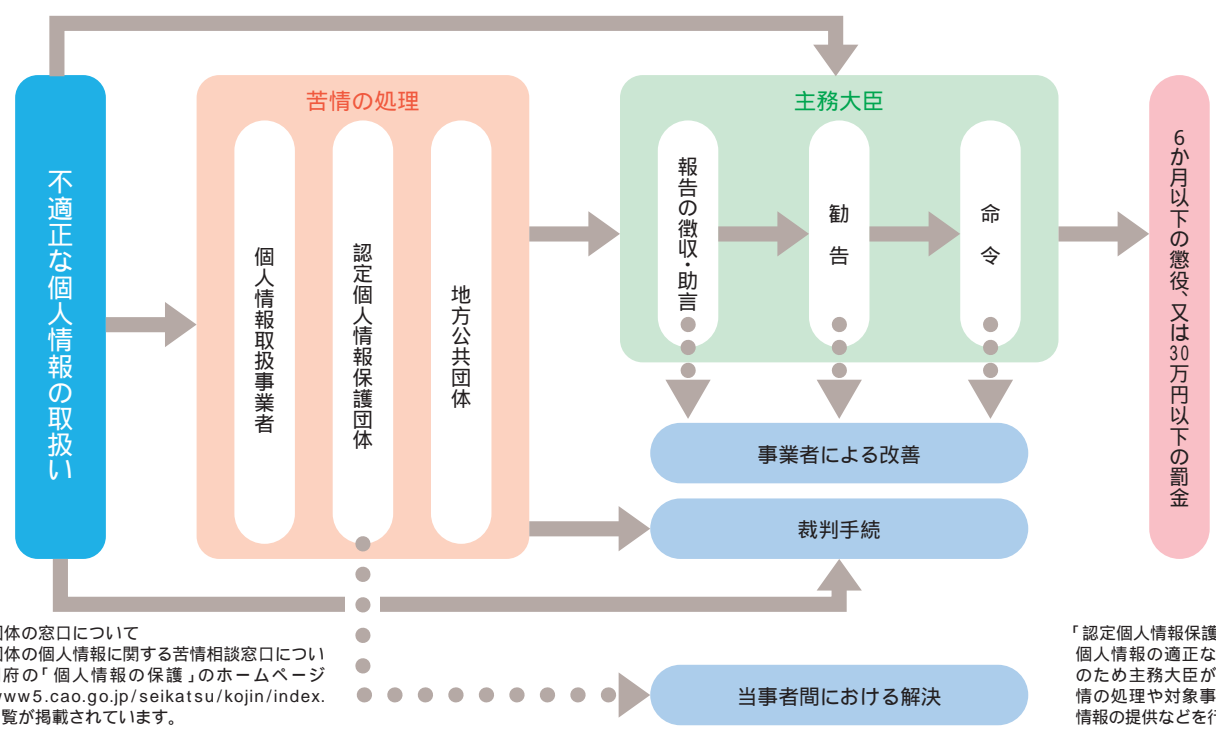 不適正な個人情報の取扱い
苦情の処理
個人情報取扱事業者
認定個人情報保護団体
地方公共団体
主務大臣
報告の徴収・助言
勧告
命令
6か月以下の懲役、又は30万円以下の罰金
事業者による改善
裁判手続
当事者間における解決
団体の窓口について
団体の個人情報に関する苦情相談窓口につい
府の「個人情報の保護」のホームページ
www5.cao.go.jp/seikatsu/kojin/index.
覧が掲載されています。
「認定個人情報保護
個人情報の適正な
のため主務大臣が
情の処理や対象事
情報の提供などを行